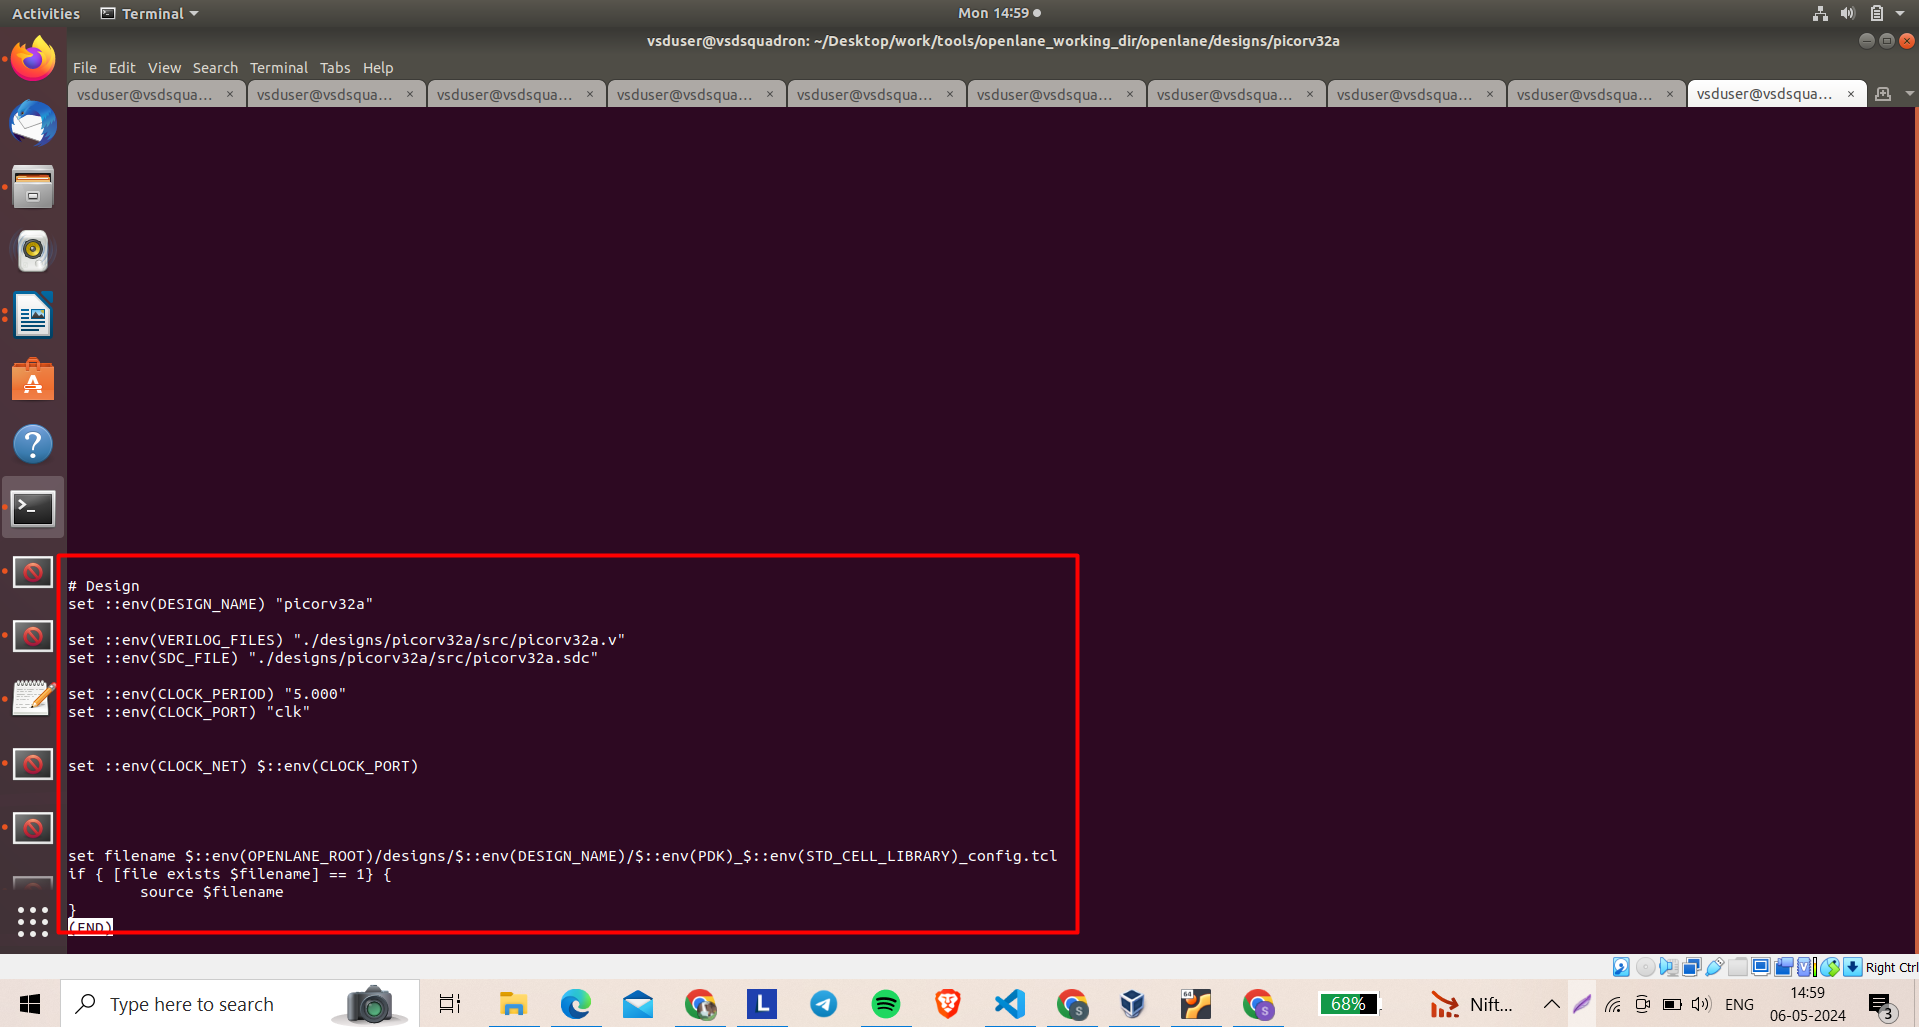 Activities
Terminal
Mon 14:59
vsduser@vsdsquadron: ~/Desktop/work/tools/openlane_working_dir/openlane/designs/picorv32a
File Edit View Search Terminal Tabs Help
vsduser@vsdsqua... × vsduser@vsdsqua... × vsduser@vsdsqua... × vsduser@vsdsqua... × vsduser@vsdsqua... × vsduser@vsdsqua... × vsduser@vsdsqua... × vsduser@vsdsqua... × vsduser@vsdsqua... × vsduser@vsdsqua... ×
# Design
set ::env(DESIGN_NAME) "picorv32a"
set ::env(VERILOG_FILES) "./designs/picorv32a/src/picorv32a.v"
set ::env(SDC_FILE) "./designs/picorv32a/src/picorv32a.sdc"
set ::env(CLOCK_PERIOD) "5.000"
set ::env(CLOCK_PORT) "clk"
set ::env(CLOCK_NET) $::env(CLOCK_PORT)
set filename $::env(OPENLANE_ROOT)/designs/$::env(DESIGN_NAME)/$::env(PDK)_$::env(STD_CELL_LIBRARY)_config.tcl
if { [file exists $filename] == 1} {
        source $filename
}
(END)
Right Ctrl
Type here to search
68%
Nift...
ENG
14:59
06-05-2024
3